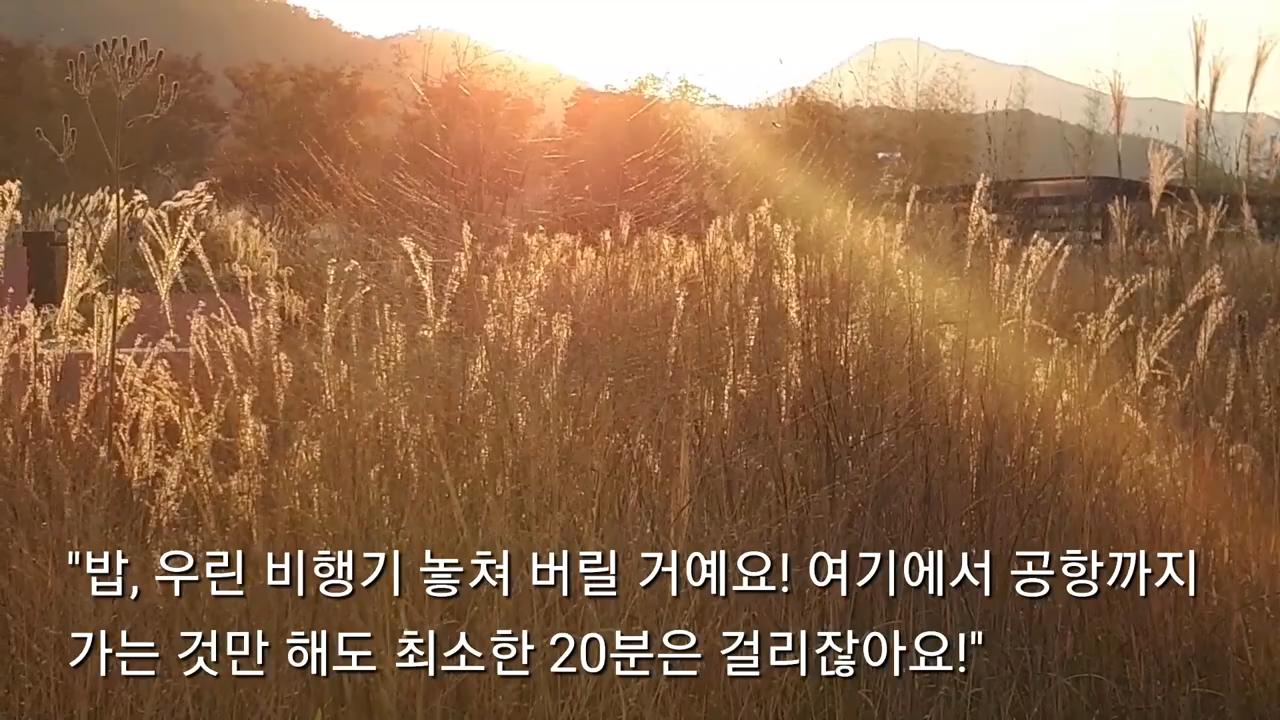 "밥, 우린 비행기 놓쳐 버릴 거예요! 여기에서 공항까지
가는 것만 해도 최소한 20분은 걸리잖아요!"